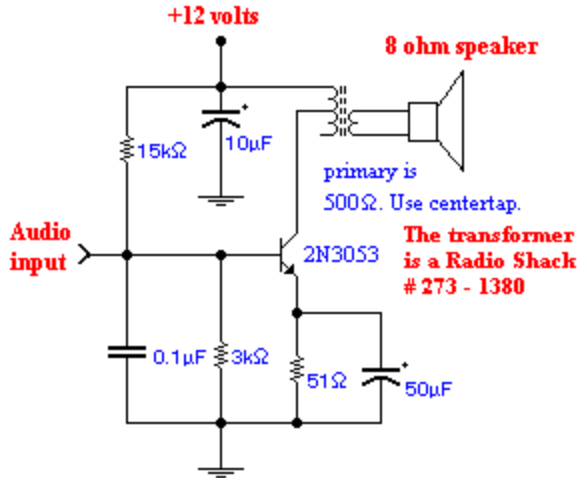 +12 volts
8 ohm speaker
+
15kΩ
10µF
primary is
500Ω. Use centertap.
Audio
input
2N3053
The transformer
is a Radio Shack
# 273 - 1380
0.1µF
3kΩ
51Ω
+
50µF